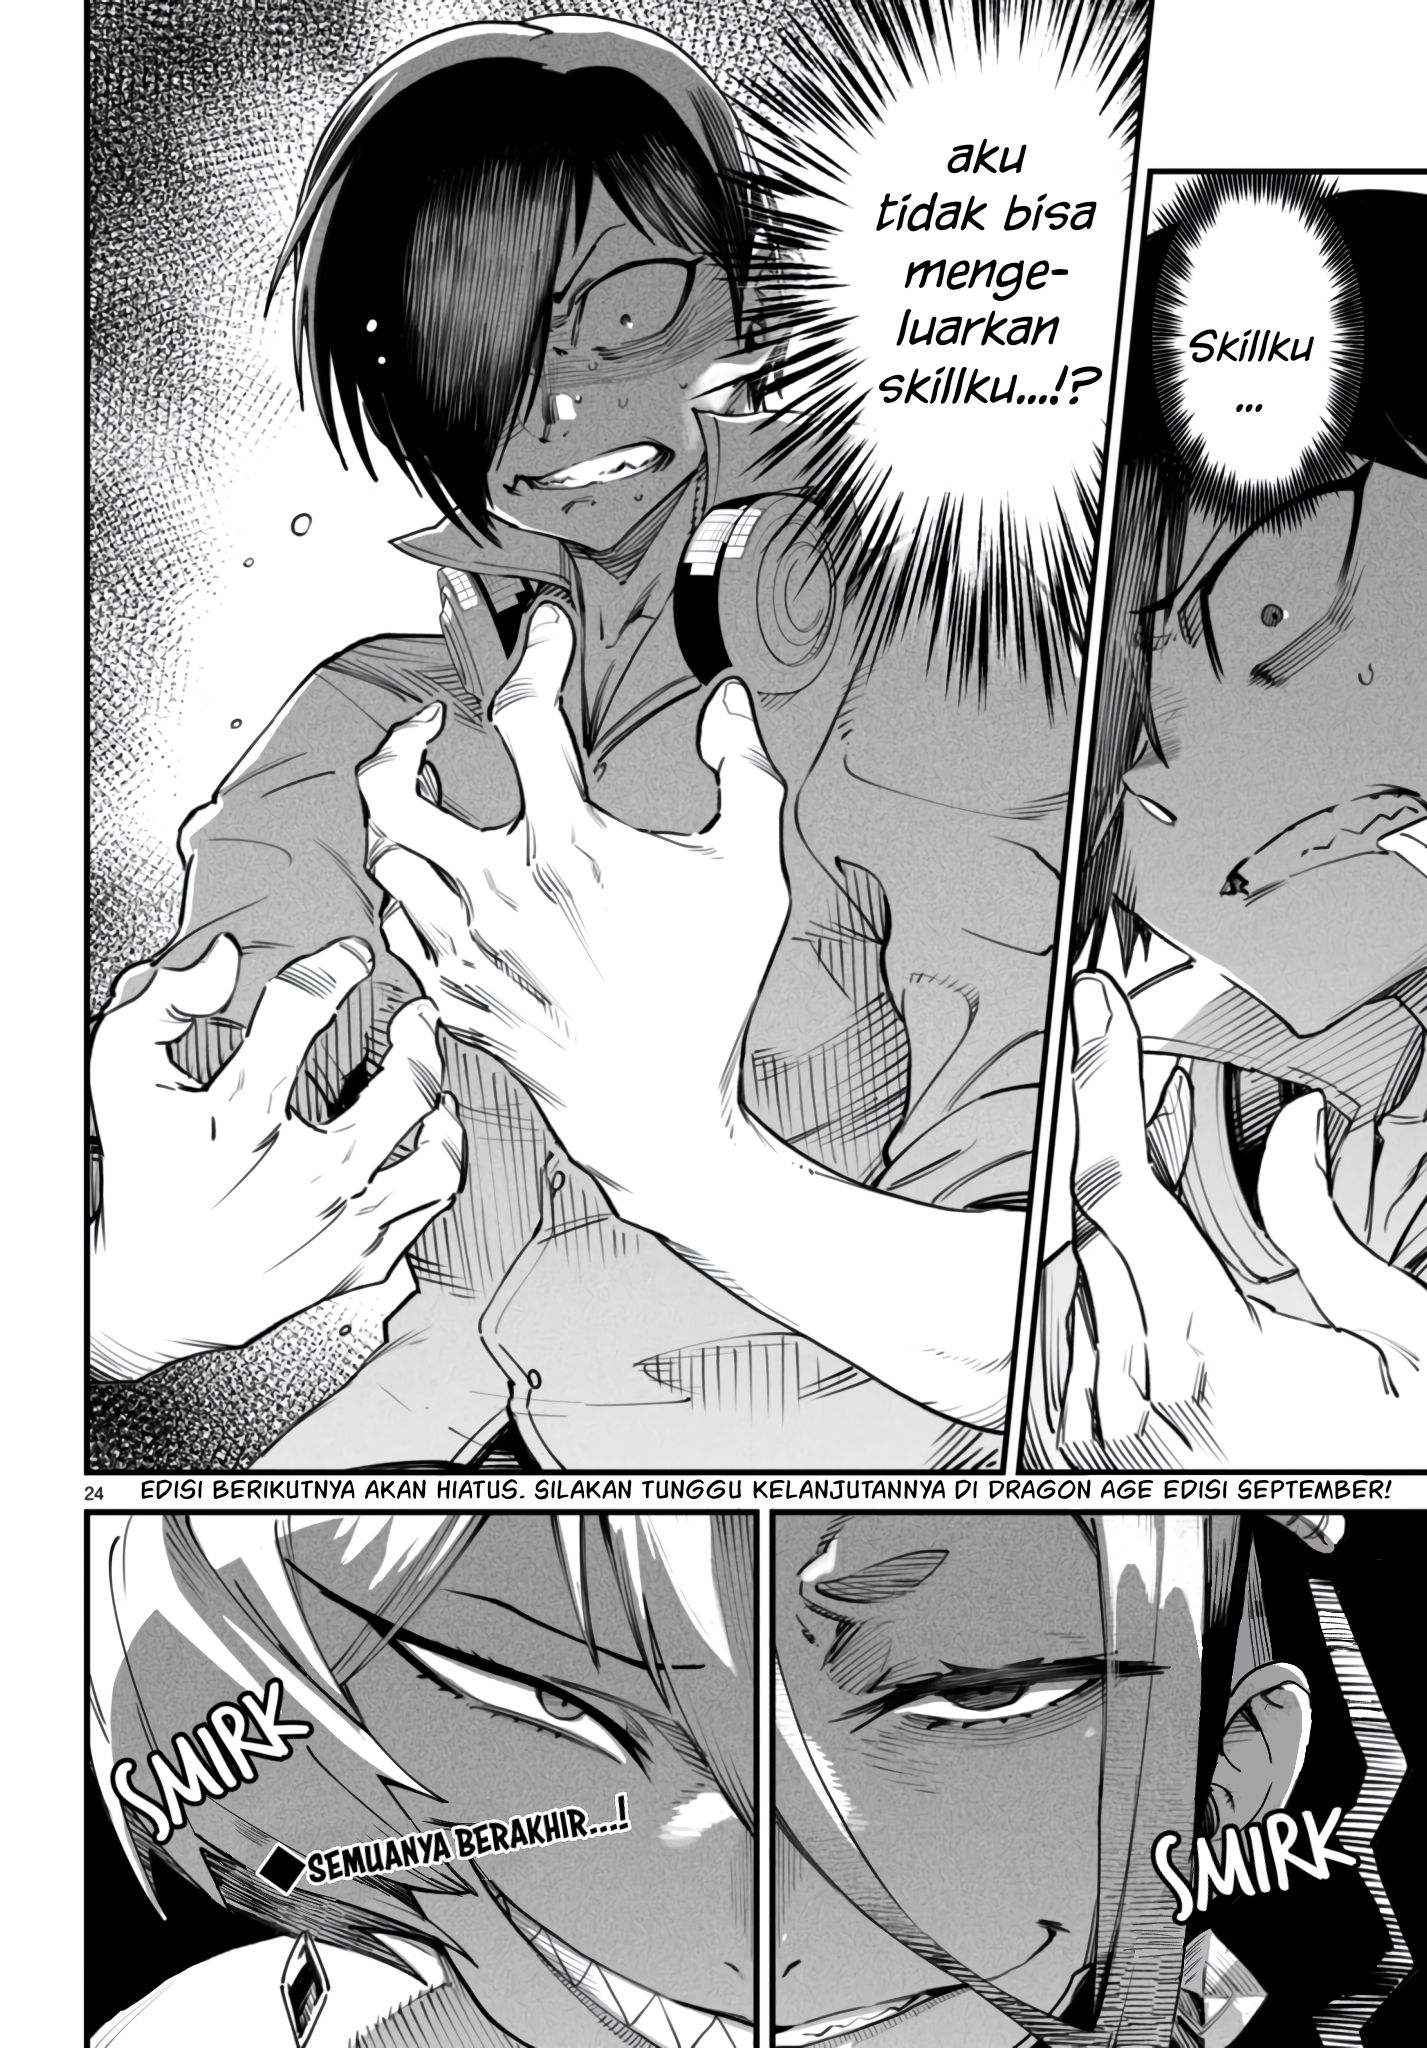 Skillku
...
aku
tidak bisa
menge-
luarkan
skillku...!?
24
EDISI BERIKUTNYA AKAN HIATUS. SILAKAN TUNGGU KELANJUTANNYA DI DRAGON AGE EDISI SEPTEMBER!
SMIRK
SMIRK
◆SEMUANYA BERAKHIR...!